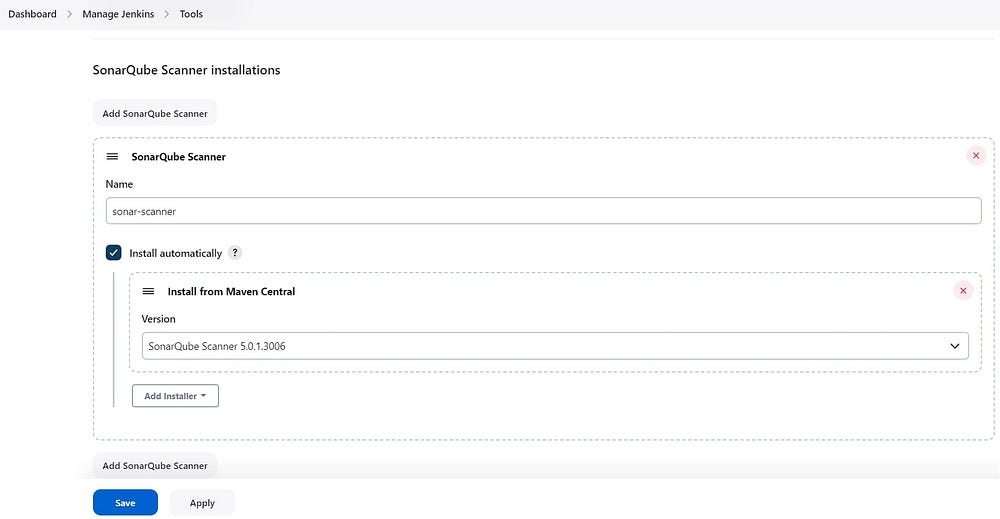 Dashboard > Manage Jenkins > Tools
SonarQube Scanner installations
Add SonarQube Scanner
SonarQube Scanner
Name
sonar-scanner
Install automatically ?
Install from Maven Central
Version
SonarQube Scanner 5.0.1.3006
Add Installer
Add SonarQube Scanner
Save Apply